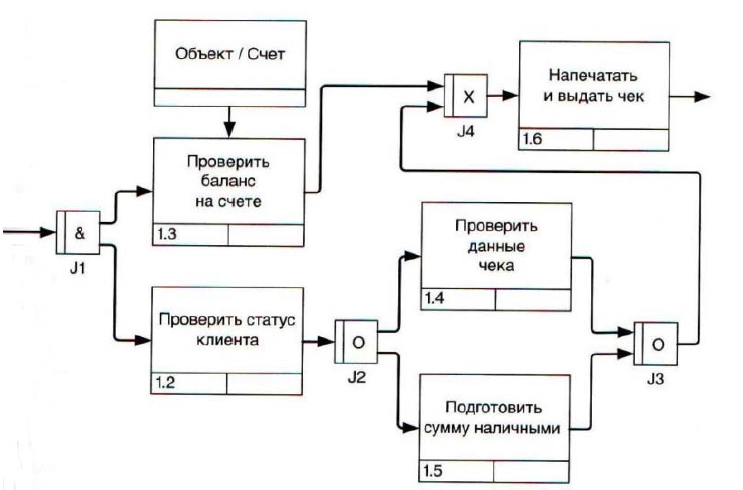 Объект / Счет
Проверить
баланс
на счете
1.3
&
J1
Проверить статус
клиента
1.2
O
J2
Проверить
данные
чека
1.4
Подготовить
сумму наличными
1.5
O
J3
X
J4
Напечатать
и выдать чек
1.6